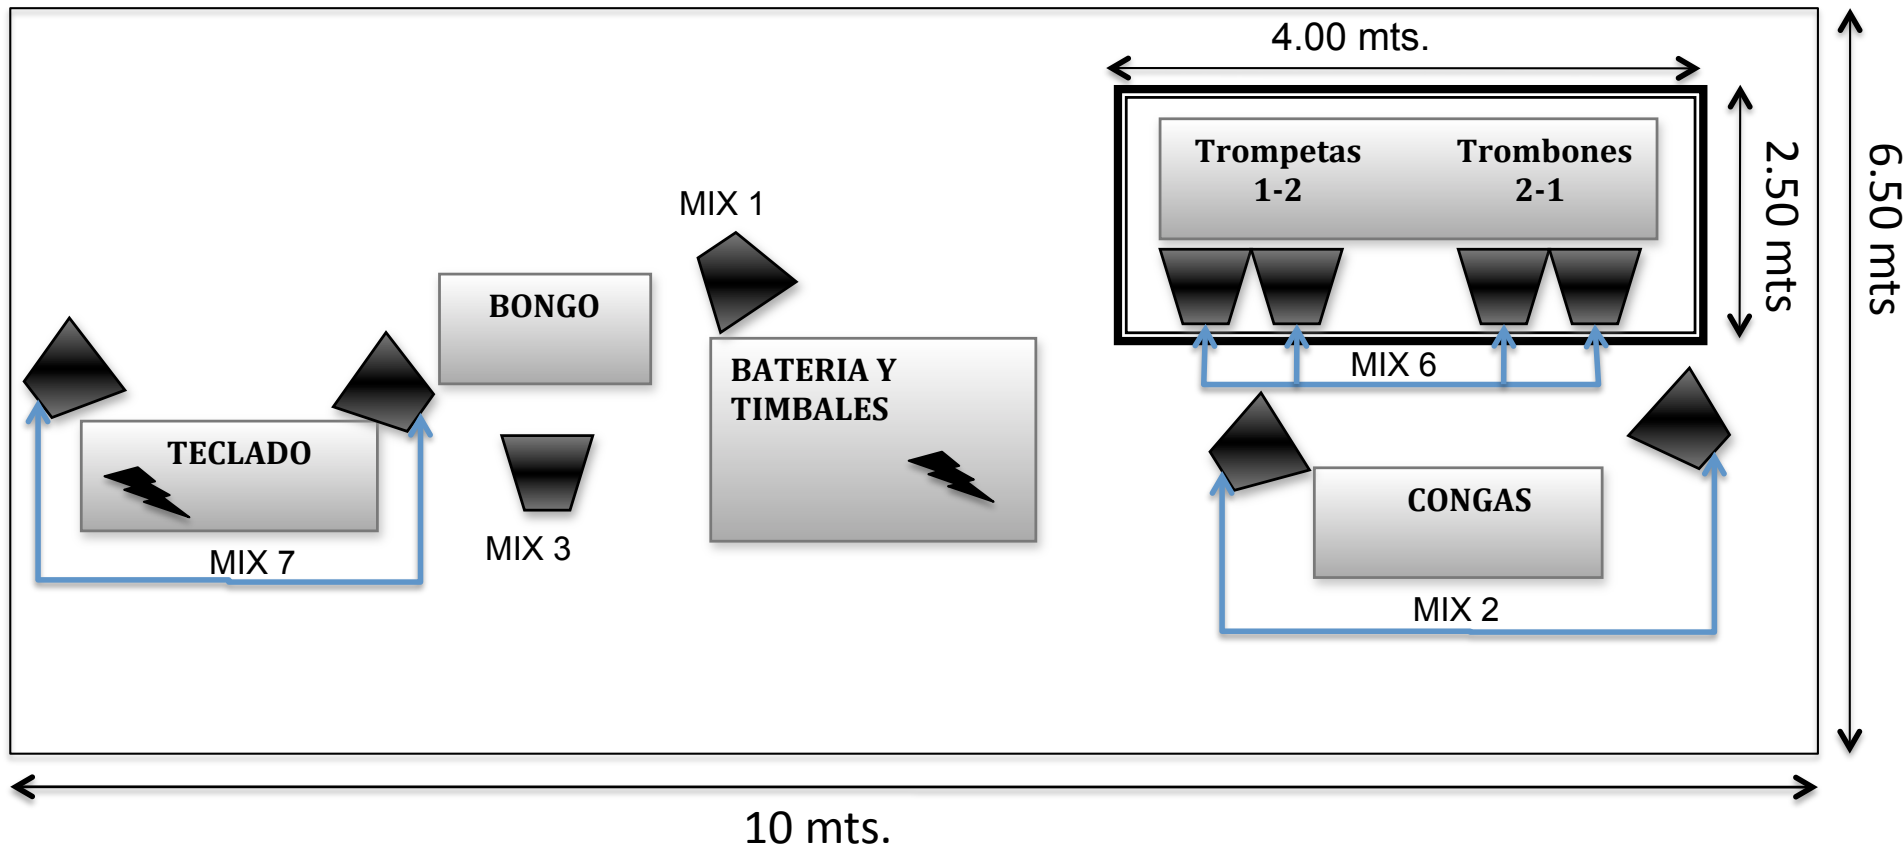 4.00 mts.
Trompetas
1-2
Trombones
2-1
2.50 mts
6.50 mts
MIX 1
BONGO
BATERIA Y
TIMBALES
MIX 6
TECLADO
CONGAS
MIX 7
MIX 3
MIX 2
10 mts.